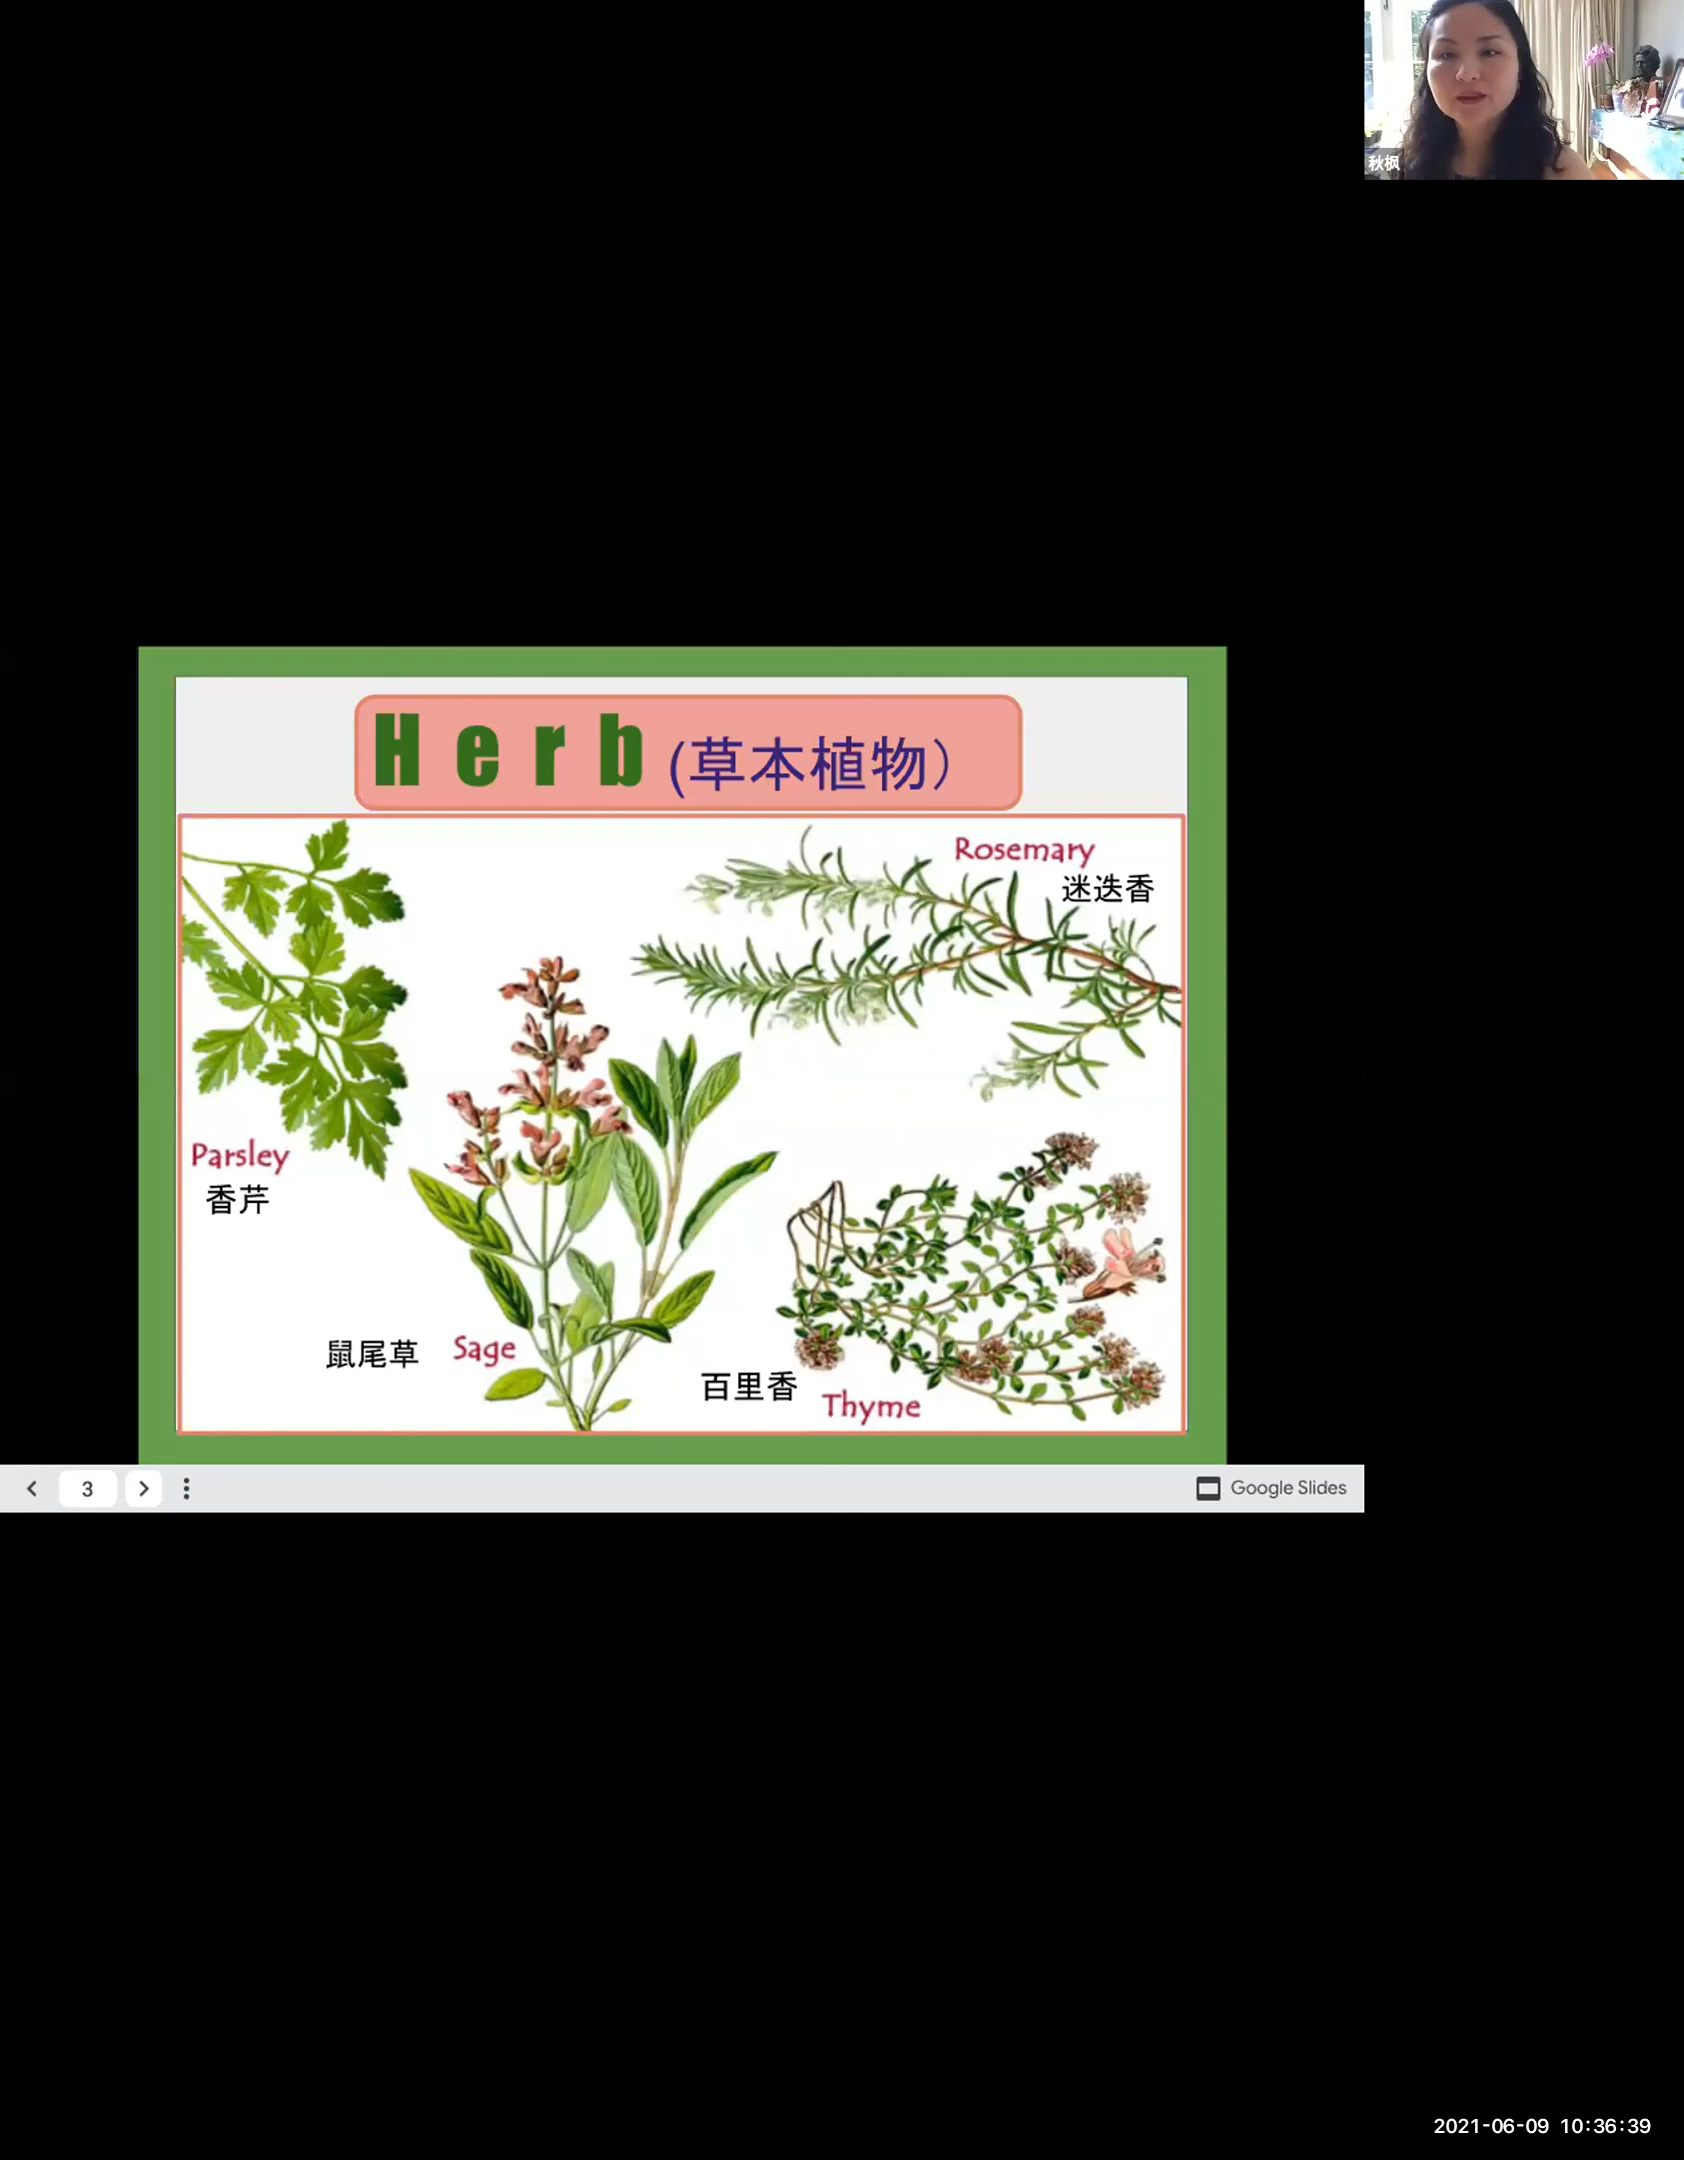 秋枫
Herb (草本植物）
Rosemary
迷迭香
Parsley
香芹
鼠尾草 Sage
百里香 Thyme
3
Google Slides
2021-06-09 10:36:39